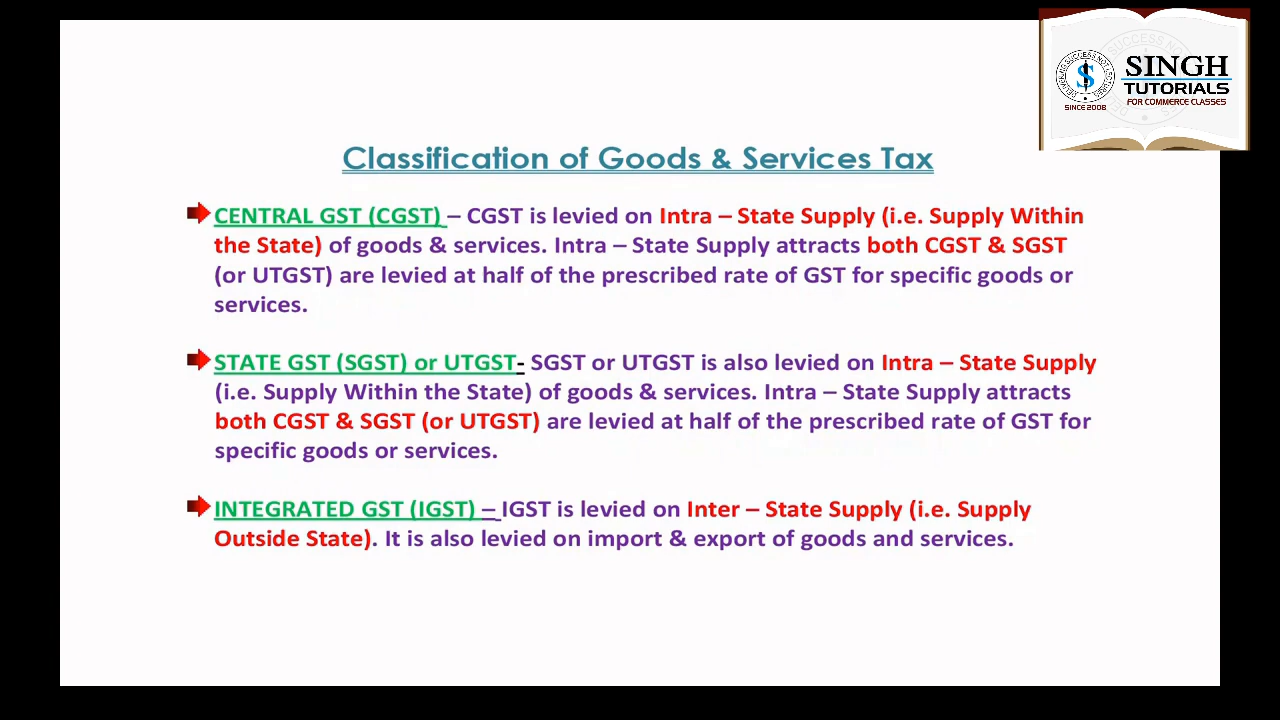 SINGH
TUTORIALS
SINCE 2008
FOR COMMERCE CLASSES
Classification of Goods & Services Tax
CENTRAL GST (CGST) – CGST is levied on Intra – State Supply (i.e. Supply Within
the State) of goods & services. Intra – State Supply attracts both CGST & SGST
(or UTGST) are levied at half of the prescribed rate of GST for specific goods or
services.
STATE GST (SGST) or UTGST- SGST or UTGST is also levied on Intra – State Supply
(i.e. Supply Within the State) of goods & services. Intra – State Supply attracts
both CGST & SGST (or UTGST) are levied at half of the prescribed rate of GST for
specific goods or services.
INTEGRATED GST (IGST) – IGST is levied on Inter – State Supply (i.e. Supply
Outside State). It is also levied on import & export of goods and services.